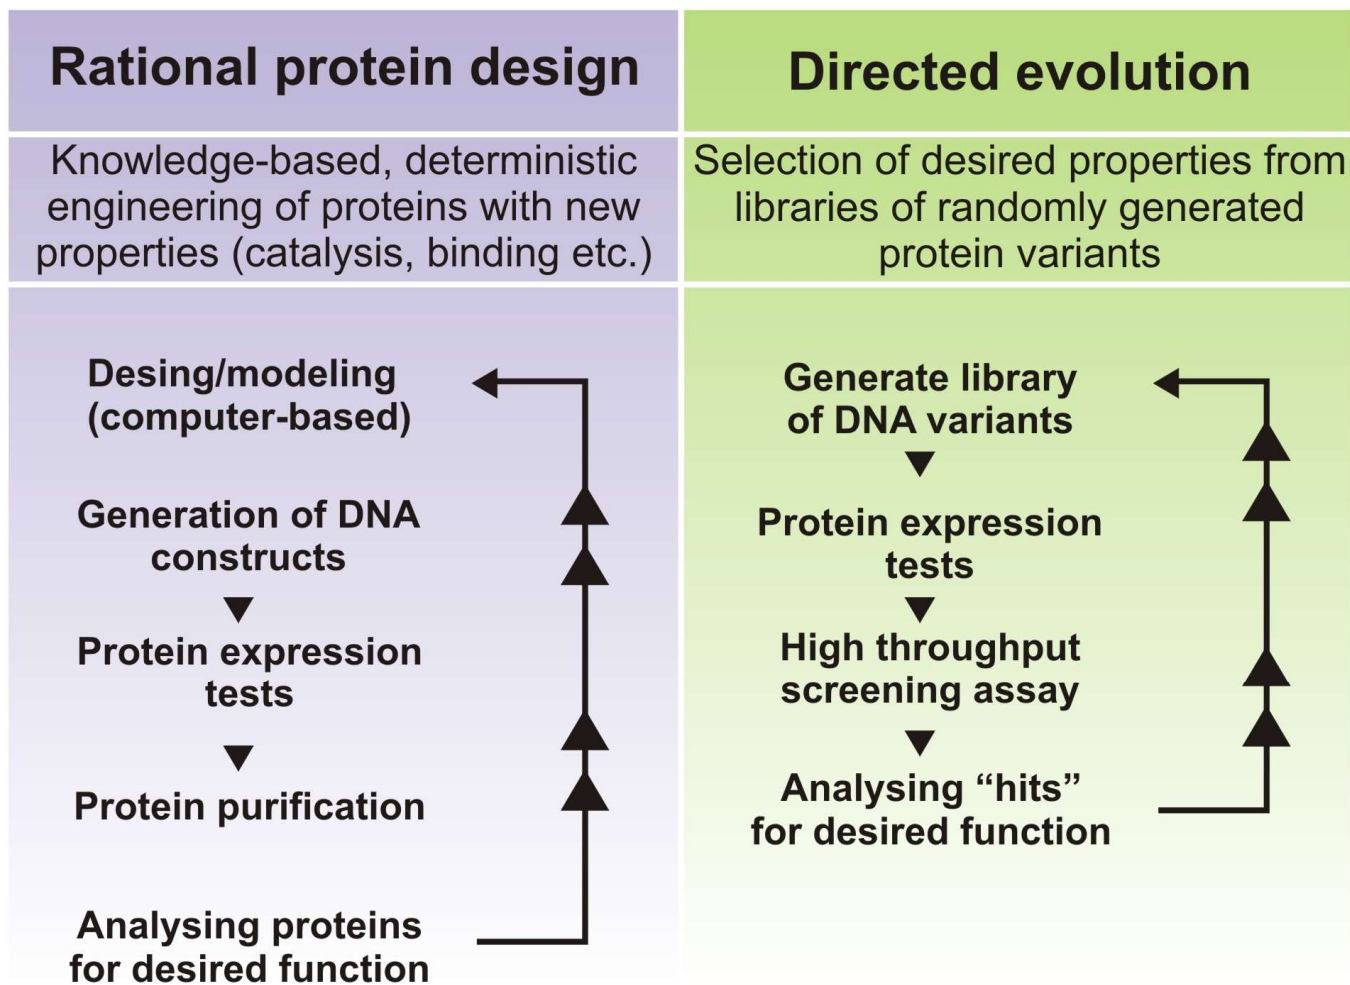 Rational protein design
Knowledge-based, deterministic
engineering of proteins with new
properties (catalysis, binding etc.)
Desing/modeling
(computer-based)
Generation of DNA
constructs
Protein expression
tests
Protein purification
Analysing proteins
for desired function
Directed evolution
Selection of desired properties from
libraries of randomly generated
protein variants
Generate library
of DNA variants
Protein expression
tests
High throughput
screening assay
Analysing “hits”
for desired function